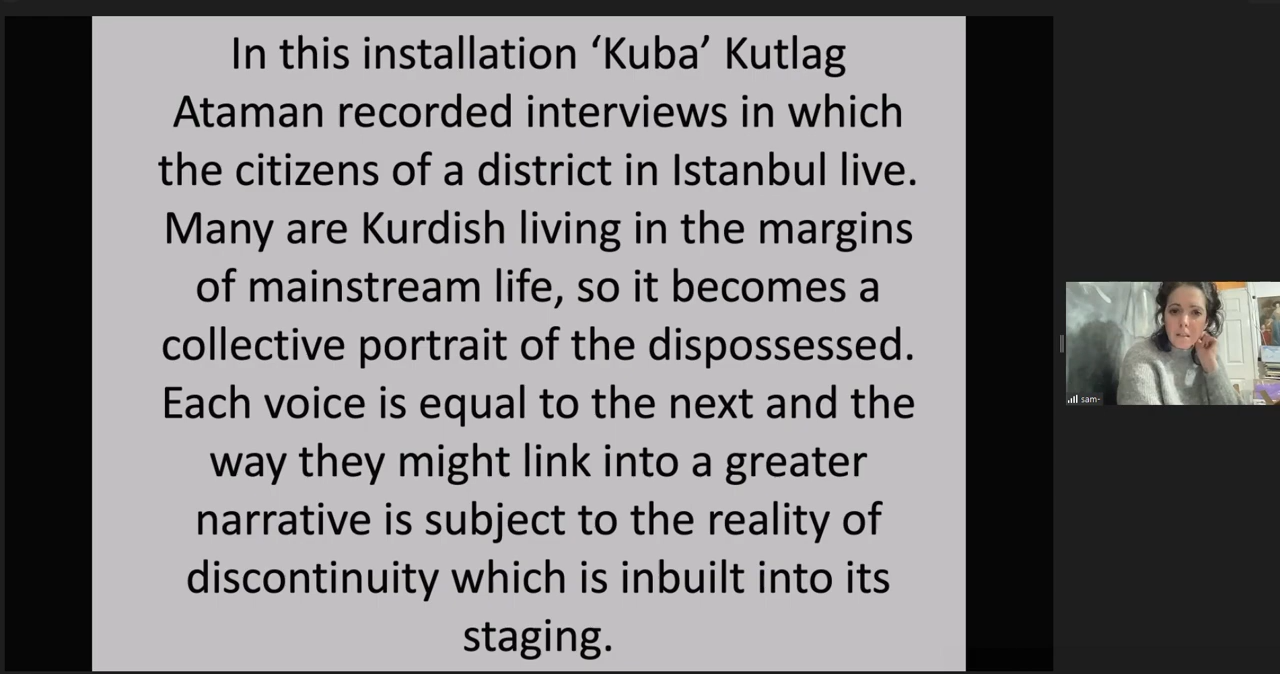 In this installation ‘Kuba’ Kutlag
Ataman recorded interviews in which
the citizens of a district in Istanbul live.
Many are Kurdish living in the margins
of mainstream life, so it becomes a
collective portrait of the dispossessed.
Each voice is equal to the next and the
way they might link into a greater
narrative is subject to the reality of
discontinuity which is inbuilt into its
staging.
sam-